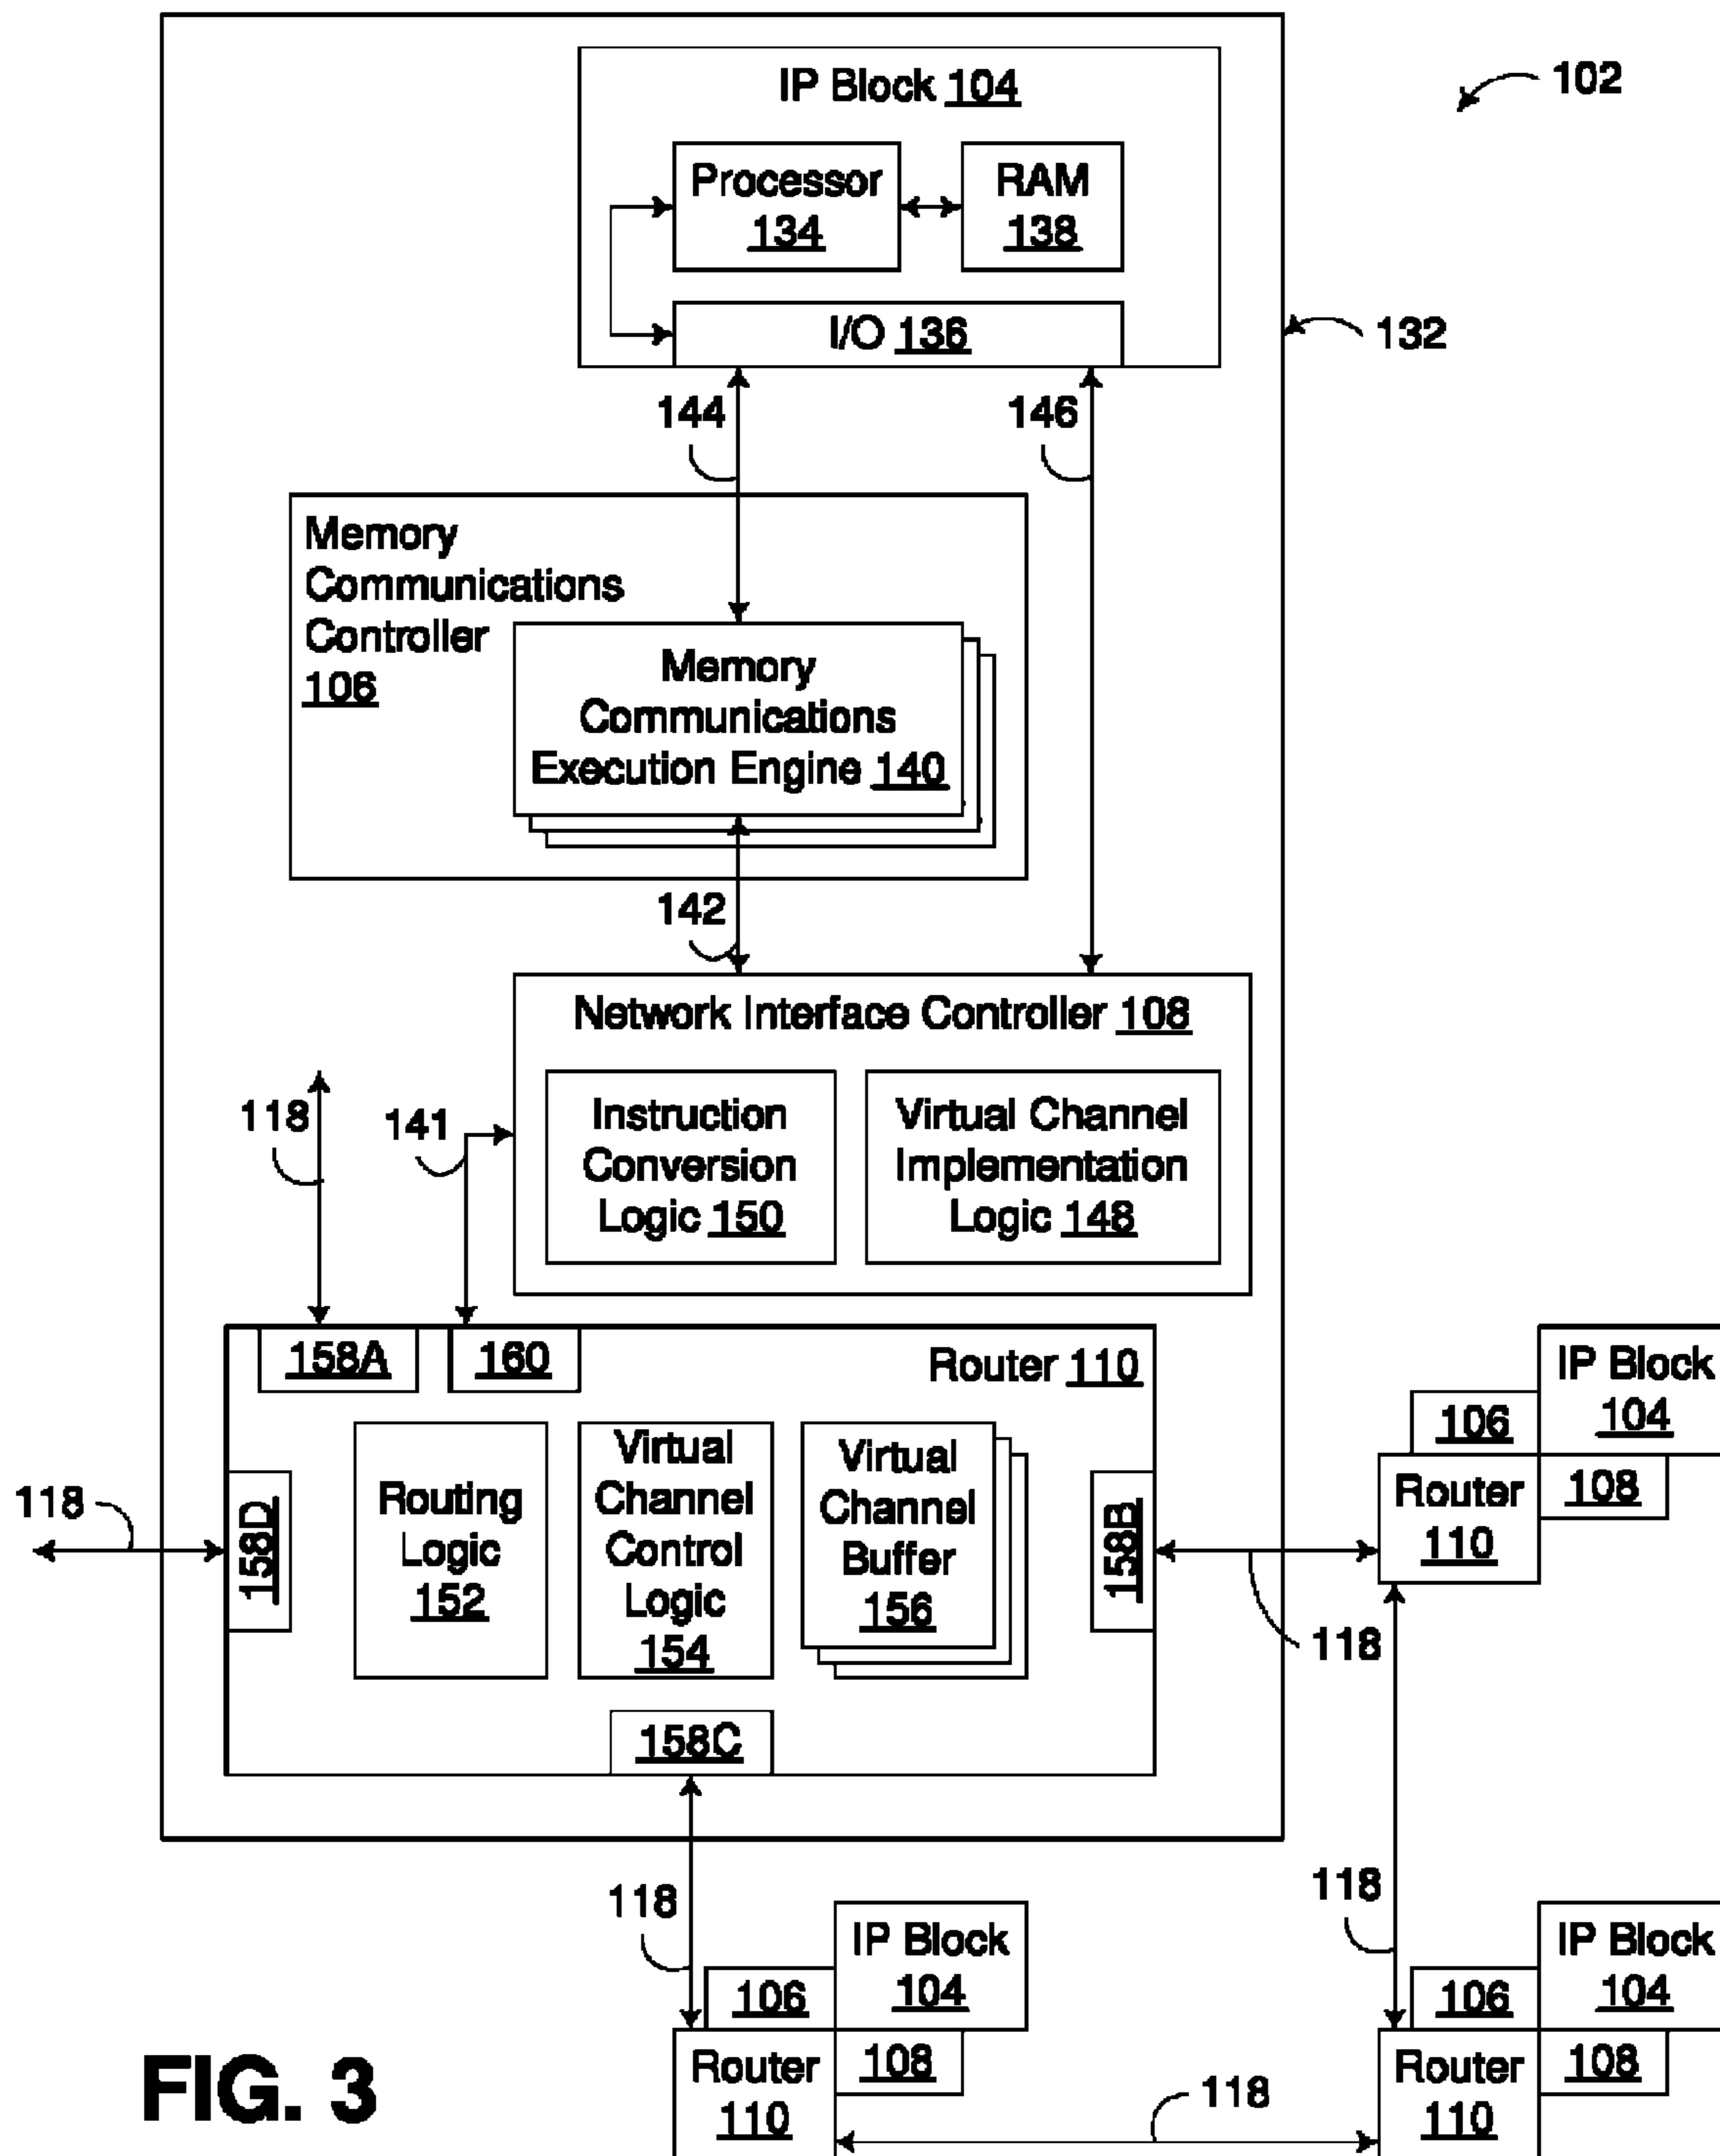 IP Block 104
102
Processor
134
RAM
138
I/O 136
132
144
146
Memory
Communications
Controller
106
Memory
Communications
Execution Engine 140
142
Network Interface Controller 108
118
141
Instruction
Conversion
Logic 150
Virtual Channel
Implementation
Logic 148
158A
160
Router 110
IP Block
104
106
Router
110
108
118
158D
Routing
Logic
152
Virtual
Channel
Control
Logic
154
Virtual
Channel
Buffer
156
158B
118
158C
118
118
IP Block
104
106
Router
110
108
IP Block
104
106
Router
110
108
118
FIG. 3